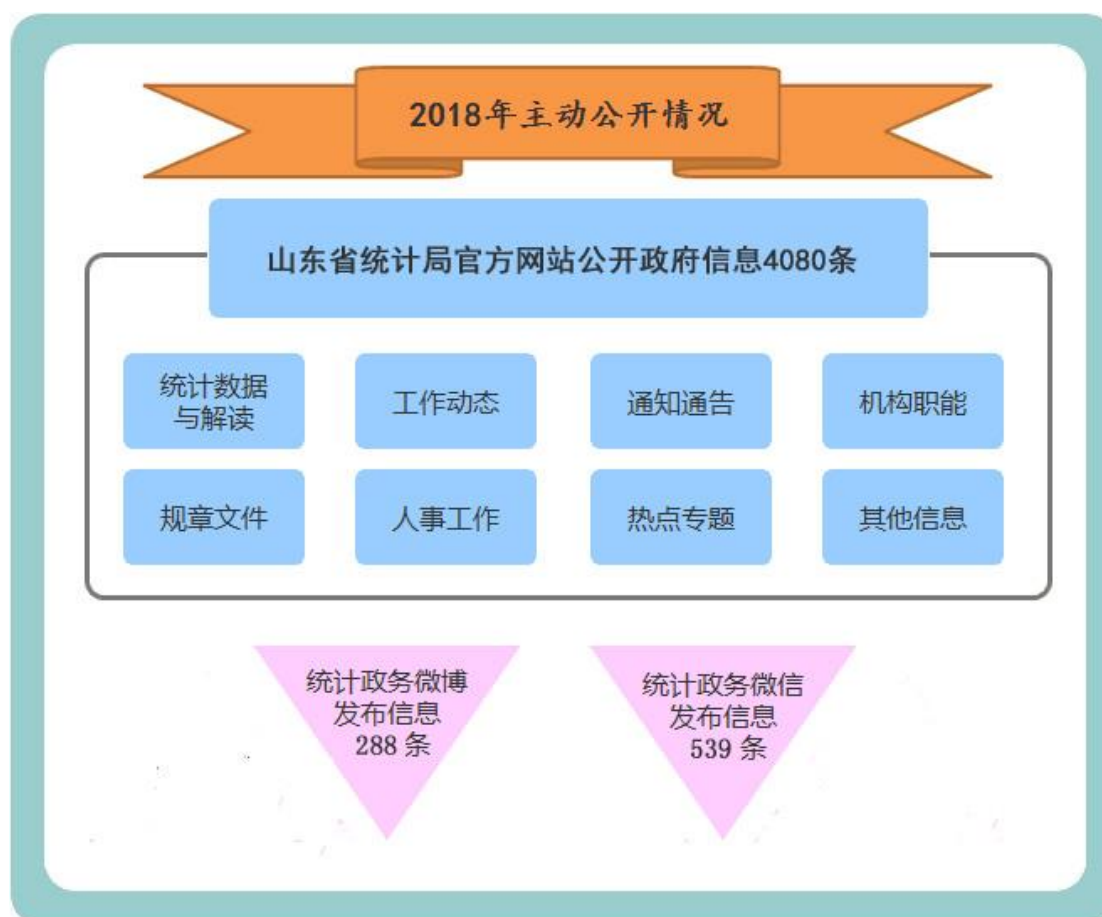 2018年主动公开情况
山东省统计局官方网站公开政府信息4080条
统计数据
与解读
工作动态
通知通告
机构职能
规章文件
人事工作
热点专题
其他信息
统计政务微博
发布信息
288 条
统计政务微信
发布信息
539 条